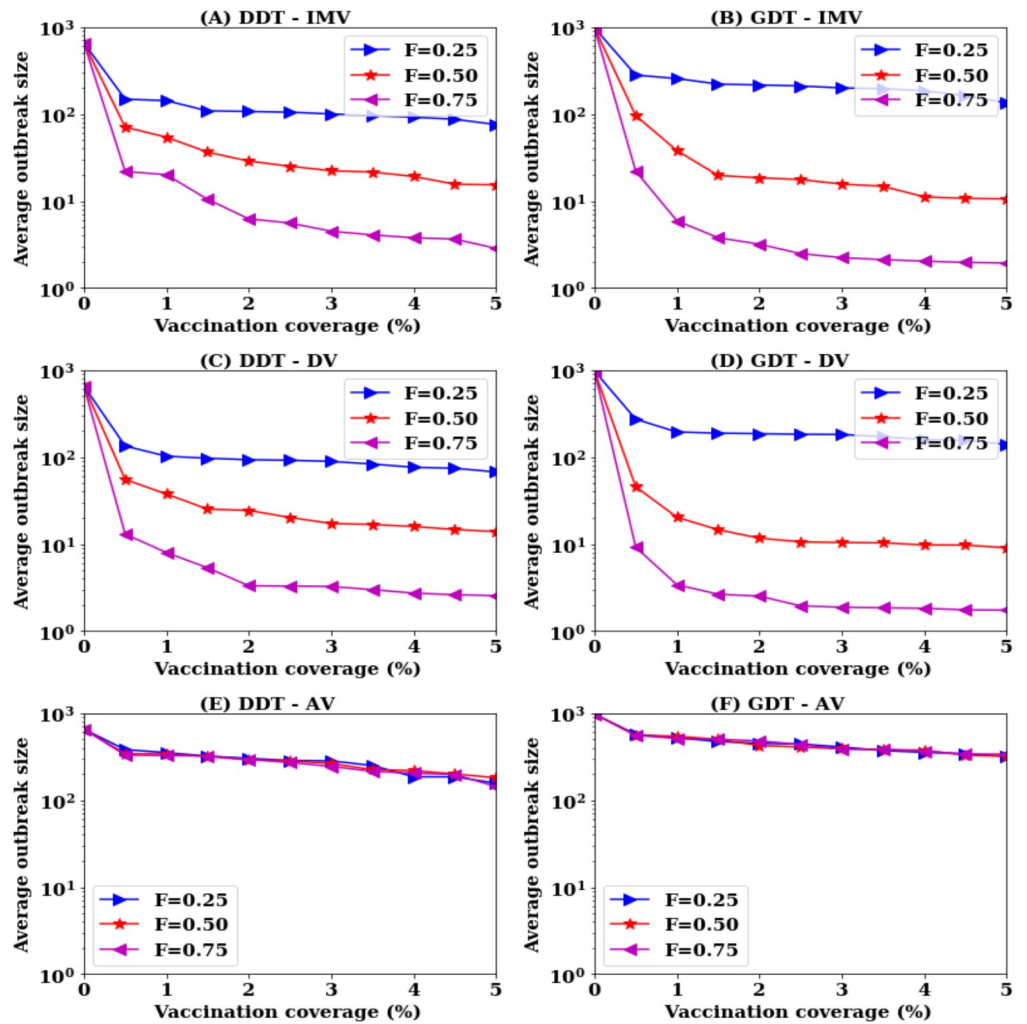 (A) DDT - IMV
Average outbreak size
10³
10²
10¹
10⁰
F=0.25
F=0.50
F=0.75
0 1 2 3 4 5
Vaccination coverage (%)
(B) GDT - IMV
Average outbreak size
10³
10²
10¹
10⁰
F=0.25
F=0.50
F=0.75
0 1 2 3 4 5
Vaccination coverage (%)
(C) DDT - DV
Average outbreak size
10³
10²
10¹
10⁰
F=0.25
F=0.50
F=0.75
0 1 2 3 4 5
Vaccination coverage (%)
(D) GDT - DV
Average outbreak size
10³
10²
10¹
10⁰
F=0.25
F=0.50
F=0.75
0 1 2 3 4 5
Vaccination coverage (%)
(E) DDT - AV
Average outbreak size
10³
10²
10¹
10⁰
F=0.25
F=0.50
F=0.75
0 1 2 3 4 5
Vaccination coverage (%)
(F) GDT - AV
Average outbreak size
10³
10²
10¹
10⁰
F=0.25
F=0.50
F=0.75
0 1 2 3 4 5
Vaccination coverage (%)